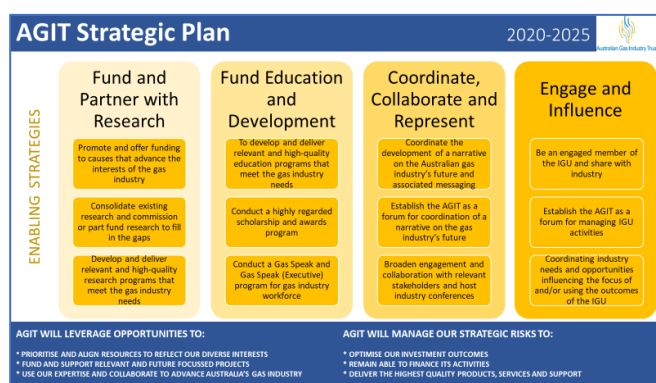 AGIT Strategic Plan
2020-2025
Australian Gas Industry Trust
ENABLING STRATEGIES
Fund and
Partner with
Research
Promote and offer funding
to causes that advance the
interests of the gas
industry
Consolidate existing
research and commission
or part fund research to fill
in the gaps
Develop and deliver
relevant and high-quality
research programs that
meet the gas industry
needs
Fund Education
and
Development
To develop and deliver
relevant and high-quality
education programs that
meet the gas industry
needs
Conduct a highly regarded
scholarship and awards
program
Conduct a Gas Speak and
Gas Speak (Executive)
program for gas industry
workforce
Coordinate,
Collaborate and
Represent
Coordinate the
development of a narrative
on the Australian gas
industry's future and
associated messaging
Establish the AGIT as a
forum for coordination of a
narrative on the gas
industry's future
Broaden engagement and
collaboration with relevant
stakeholders and host
industry conferences
Engage and
Influence
Be an engaged member of
the IGU and share with
industry
Establish the AGIT as a
forum for managing IGU
activities
Coordinating industry
needs and opportunities
influencing the focus of
and/or using the outcomes
of the IGU
AGIT WILL LEVERAGE OPPORTUNITIES TO:
* PRIORITISE AND ALIGN RESOURCES TO REFLECT OUR DIVERSE INTERESTS
* FUND AND SUPPORT RELEVANT AND FUTURE FOCUSSED PROJECTS
* USE OUR EXPERTISE AND COLLABORATE TO ADVANCE AUSTRALIA'S GAS INDUSTRY
AGIT WILL MANAGE OUR STRATEGIC RISKS TO:
* OPTIMISE OUR INVESTMENT OUTCOMES
* REMAIN ABLE TO FINANCE ITS ACTIVITIES
* DELIVER THE HIGHEST QUALITY PRODUCTS, SERVICES AND SUPPORT